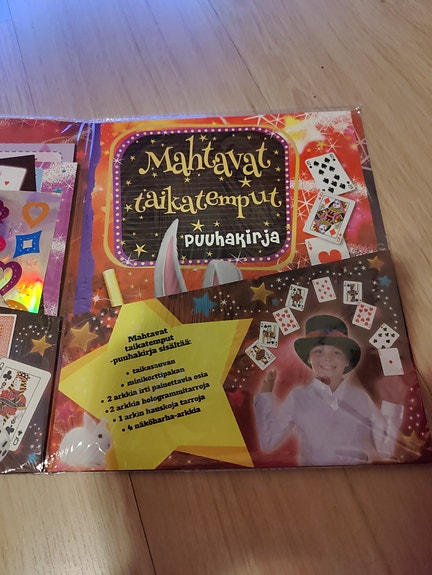 Mahtavat
taikatemput
puuhakirja
Mahtavat
taikatemput
-puuhakirja sisältää:
• taikasauvan
• minikorttipakan
• 2 arkkia irti painettavia osia
• 2 arkkia hologrammitarroja
• 1 arkin hauskoja tarroja
• 4 näköharha-arkkia